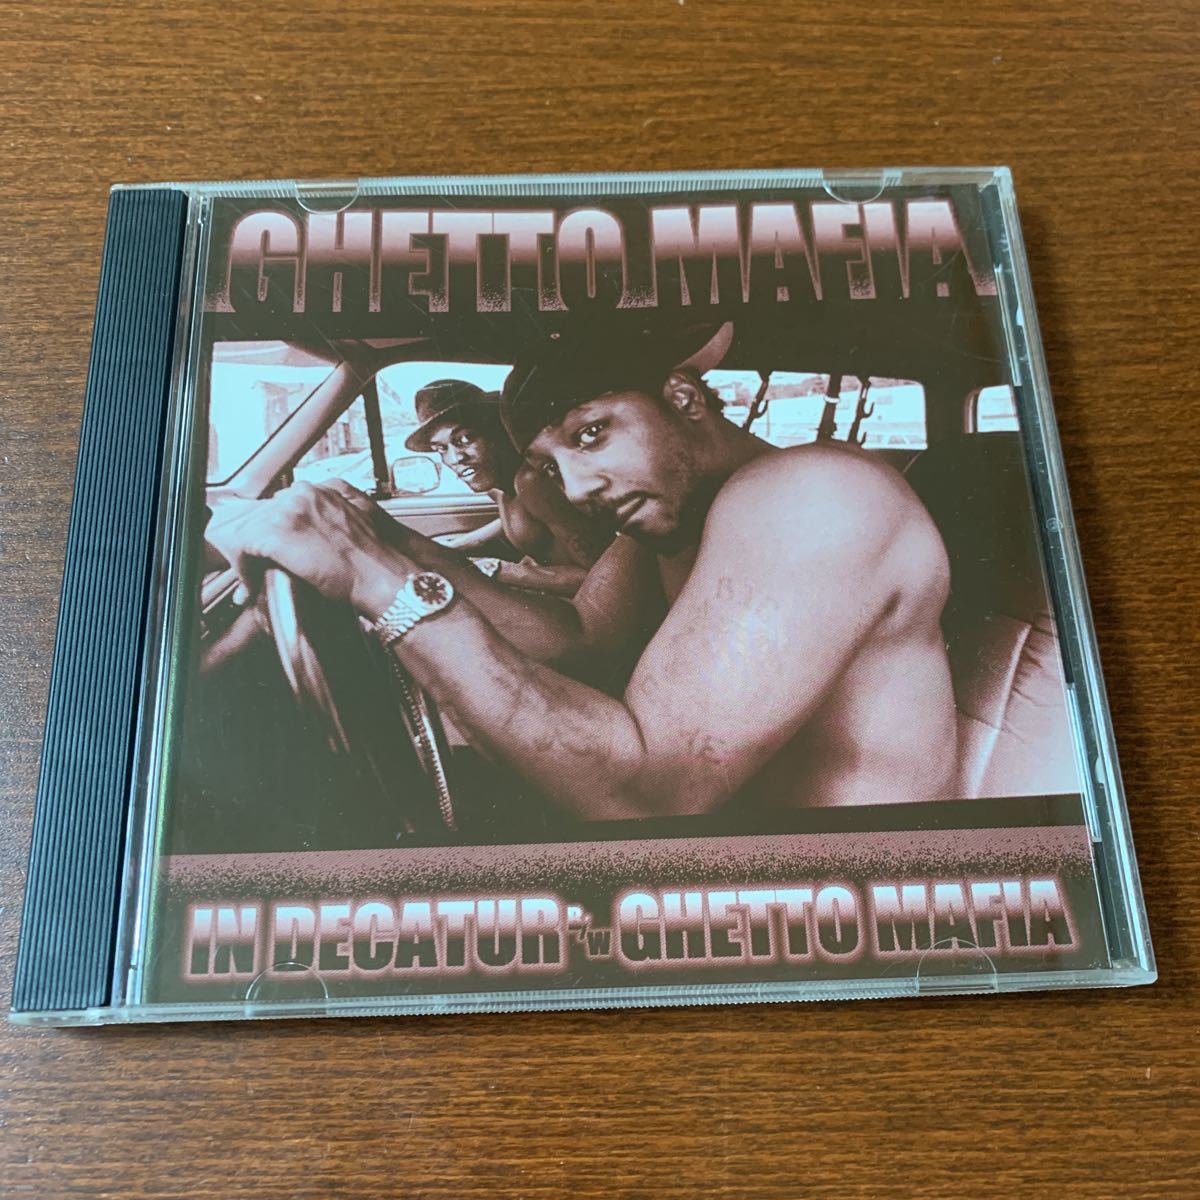 GHETTO MAFIA
IN DECATUR B/W GHETTO MAFIA